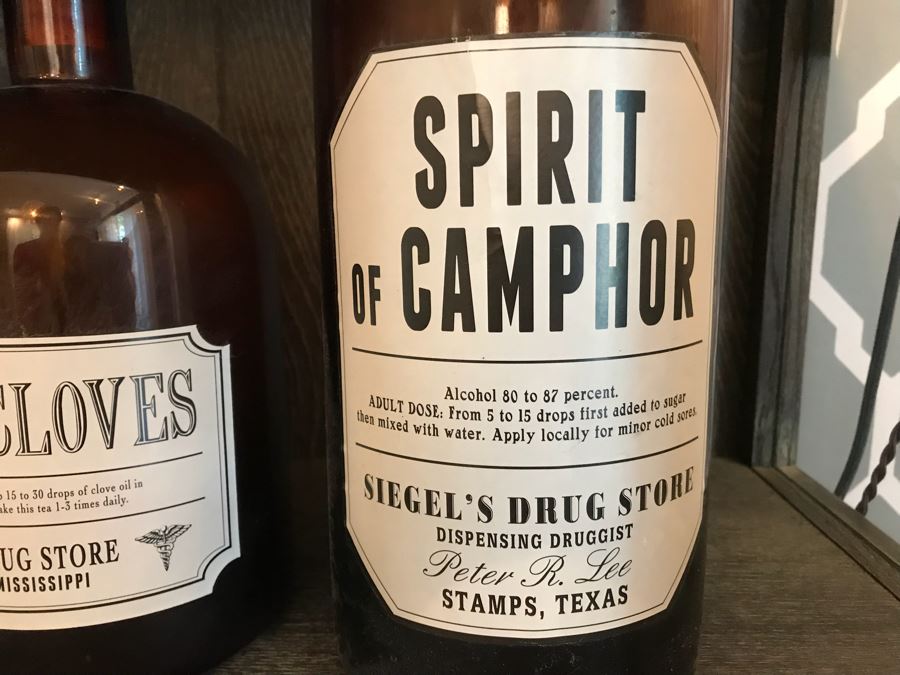 CLOVES
15 to 30 drops of clove oil in
this tea 1-3 times daily.
STORE
MISSISSIPPI
SPIRIT
OF CAMPHOR
Alcohol 80 to 87 percent.
ADULT DOSE: From 5 to 15 drops first added to sugar
then mixed with water. Apply locally for minor cold sores.
SIEGEL'S DRUG STORE
DISPENSING DRUGGIST
Peter R. Lee
STAMPS, TEXAS